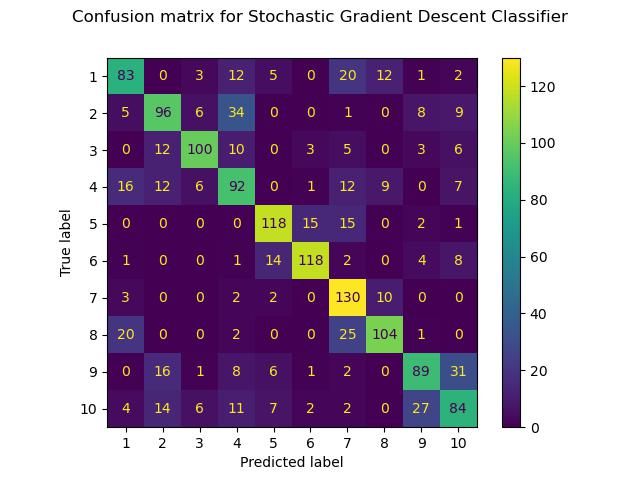 Confusion matrix for Stochastic Gradient Descent Classifier
1 83 0 3 12 5 0 20 12 1 2
2 5 96 6 34 0 0 1 0 8 9
3 0 12 100 10 0 3 5 0 3 6
4 16 12 6 92 0 1 12 9 0 7
5 0 0 0 0 118 15 15 0 2 1
6 1 0 0 1 14 118 2 0 4 8
7 3 0 0 2 2 0 130 10 0 0
8 20 0 0 2 0 0 25 104 1 0
9 0 16 1 8 6 1 2 0 89 31
10 4 14 6 11 7 2 2 0 27 84
1 2 3 4 5 6 7 8 9 10
Predicted label
True label
120
100
80
60
40
20
0